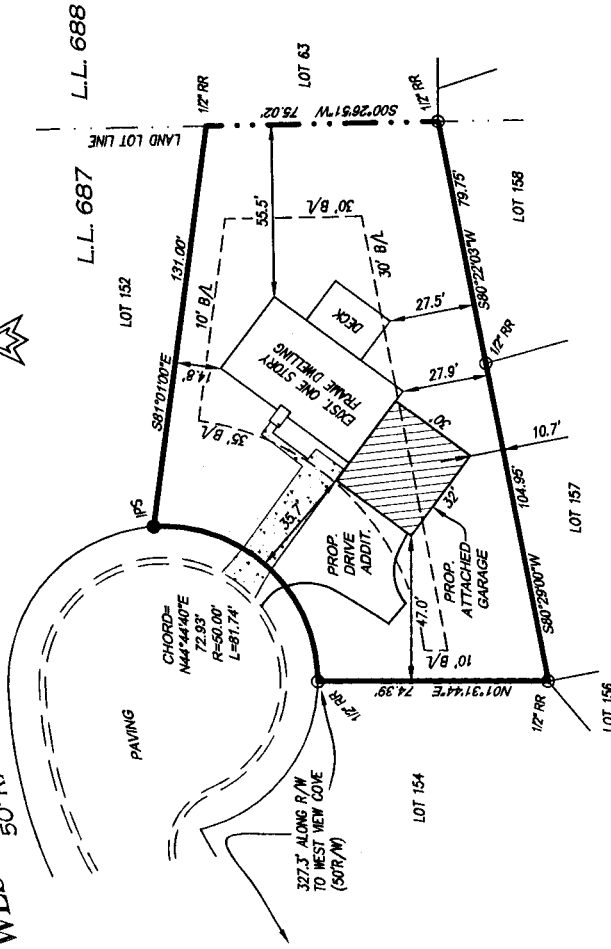 L.L. 688
L.L. 687
LAND LOT LINE
LOT 63
1/2" RR
S00°26'51"W
75.02'
1/2" RR
LOT 152
131.00'
S81°01'00"E
IPS
10' B/L
30' B/L
55.5'
30' B/L
14.8'
35' B/L
EXIST. ONE STORY
FRAME DWELLING
DECK
27.5'
27.9'
79.75'
S80°22'03"W
LOT 158
1/2" RR
10.7'
LOT 157
104.95'
S80°29'00"W
30'
32'
35.7'
PROP.
DRIVE
ADDIT.
PROP.
ATTACHED
GARAGE
47.0'
10' B/L
N01°31'44"E
74.39'
1/2" RR
1/2" RR
LOT 156
LOT 154
CHORD=
N44°44'40"E
72.93'
R=50.00'
L=81.74'
PAVING
327.3' ALONG R/W
TO WEST VIEW COVE
(50'R/W)
50' R/